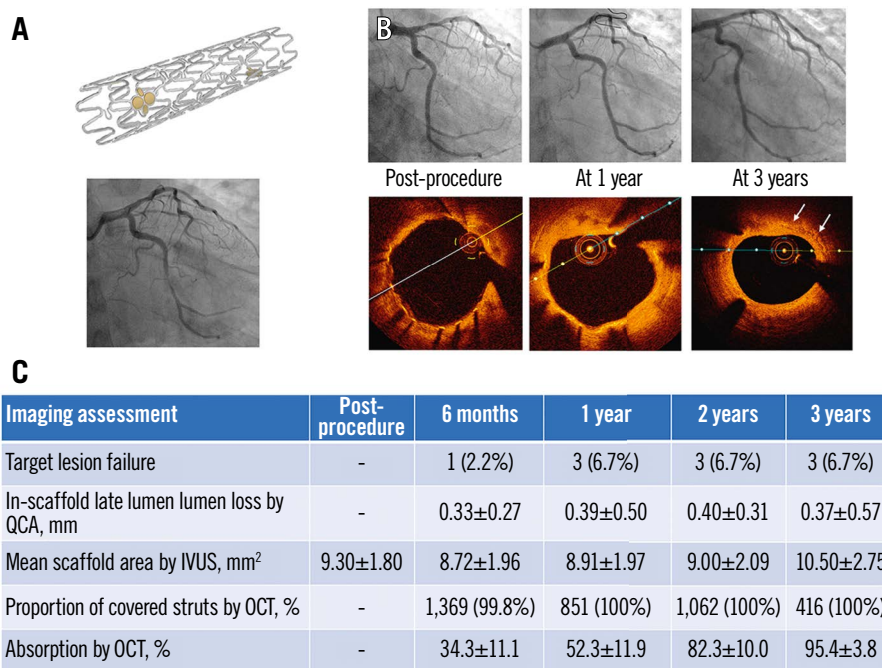 A
B
Post-procedure At 1 year At 3 years
C
Imaging assessment Post-procedure 6 months 1 year 2 years 3 years
Target lesion failure - 1 (2.2%) 3 (6.7%) 3 (6.7%) 3 (6.7%)
In-scaffold late lumen lumen loss by
QCA, mm - 0.33±0.27 0.39±0.50 0.40±0.31 0.37±0.57
Mean scaffold area by IVUS, mm² 9.30±1.80 8.72±1.96 8.91±1.97 9.00±2.09 10.50±2.75
Proportion of covered struts by OCT, % - 1,369 (99.8%) 851 (100%) 1,062 (100%) 416 (100%)
Absorption by OCT, % - 34.3±11.1 52.3±11.9 82.3±10.0 95.4±3.8